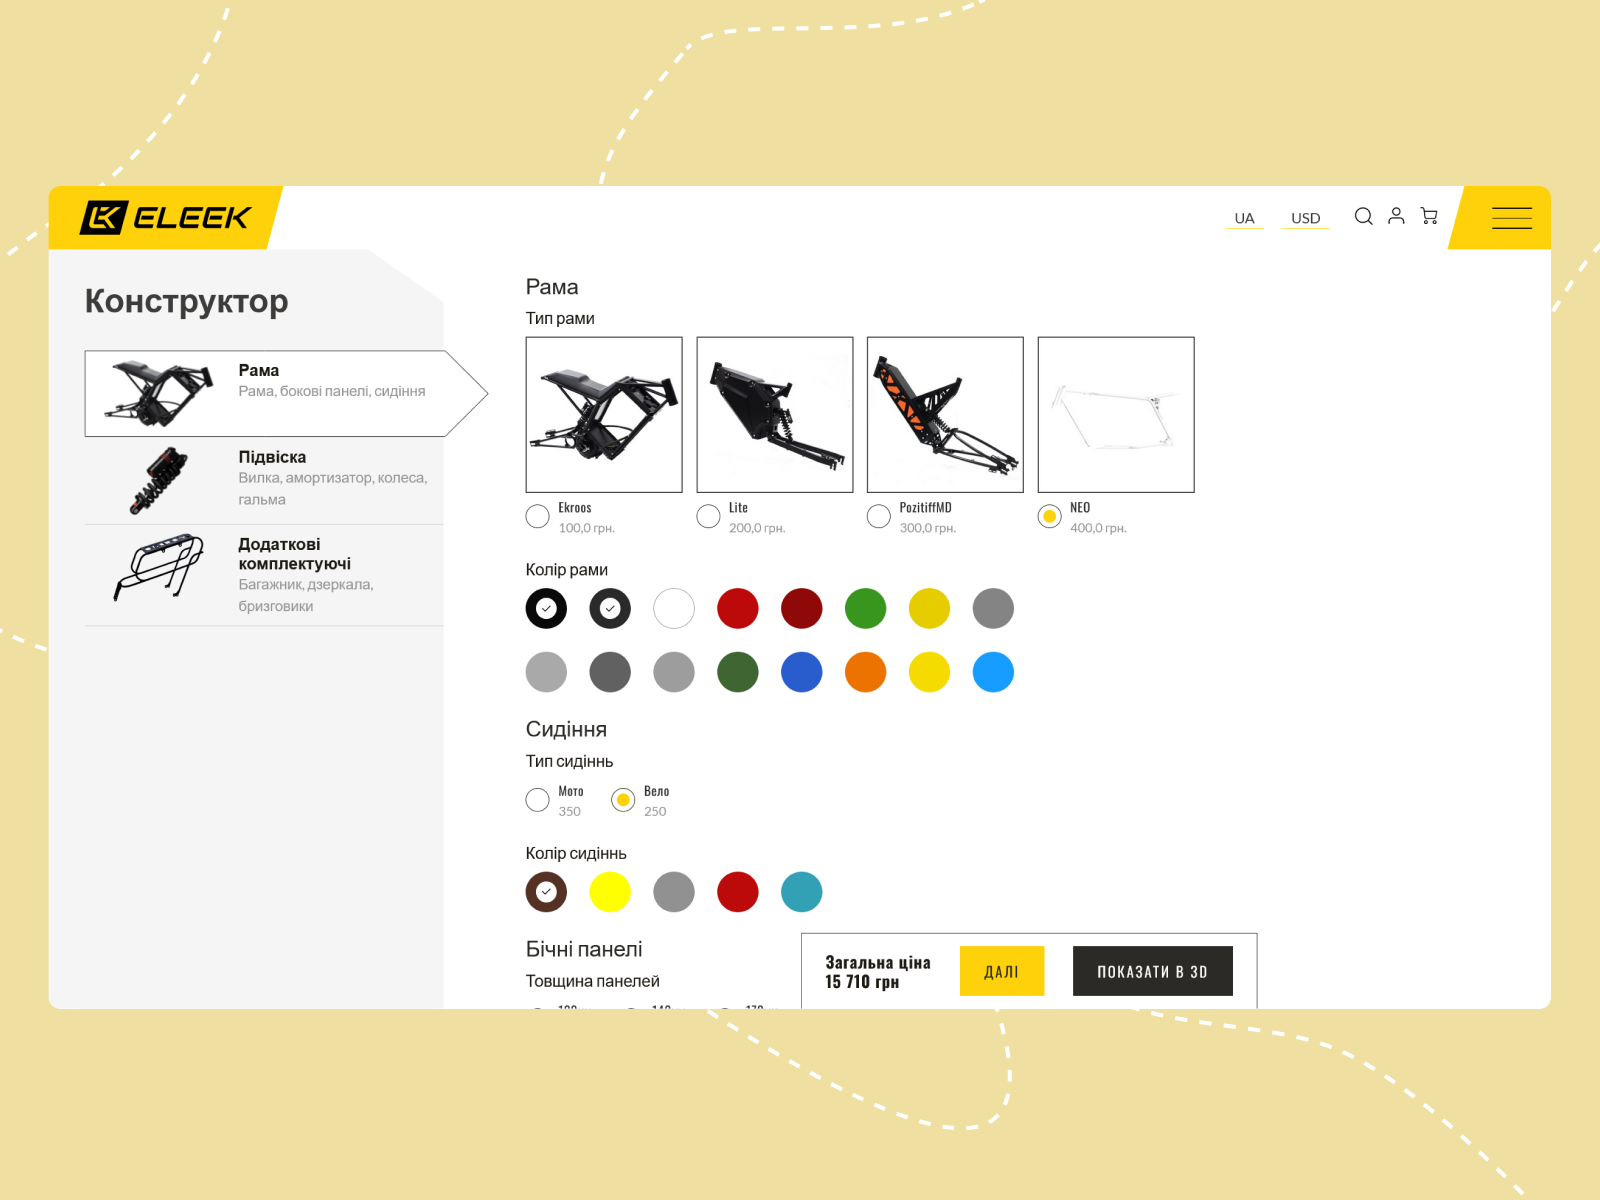 ELEEK
UA
USD
Конструктор
Рама
Рама, бокові панелі, сидіння
Підвіска
Вилка, амортизатор, колеса,
гальма
Додаткові
комплектуючі
Багажник, дзеркала,
бризговики
Рама
Тип рами
Ekroos
100,0 грн.
Lite
200,0 грн.
PozitiffMD
300,0 грн.
NEO
400,0 грн.
Колір рами
Сидіння
Тип сидіннь
Мото
350
Вело
250
Колір сидіннь
Бічні панелі
Товщина панелей
Загальна ціна
15 710 грн
ДАЛІ
ПОКАЗАТИ В 3D